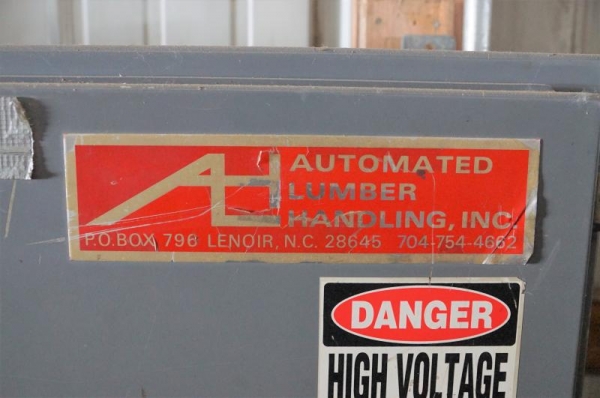 AUTOMATED
LUMBER
HANDLING, INC
P.O. BOX 796 LENOIR, N.C. 28645 704-754-4662
DANGER
HIGH VOLTAGE